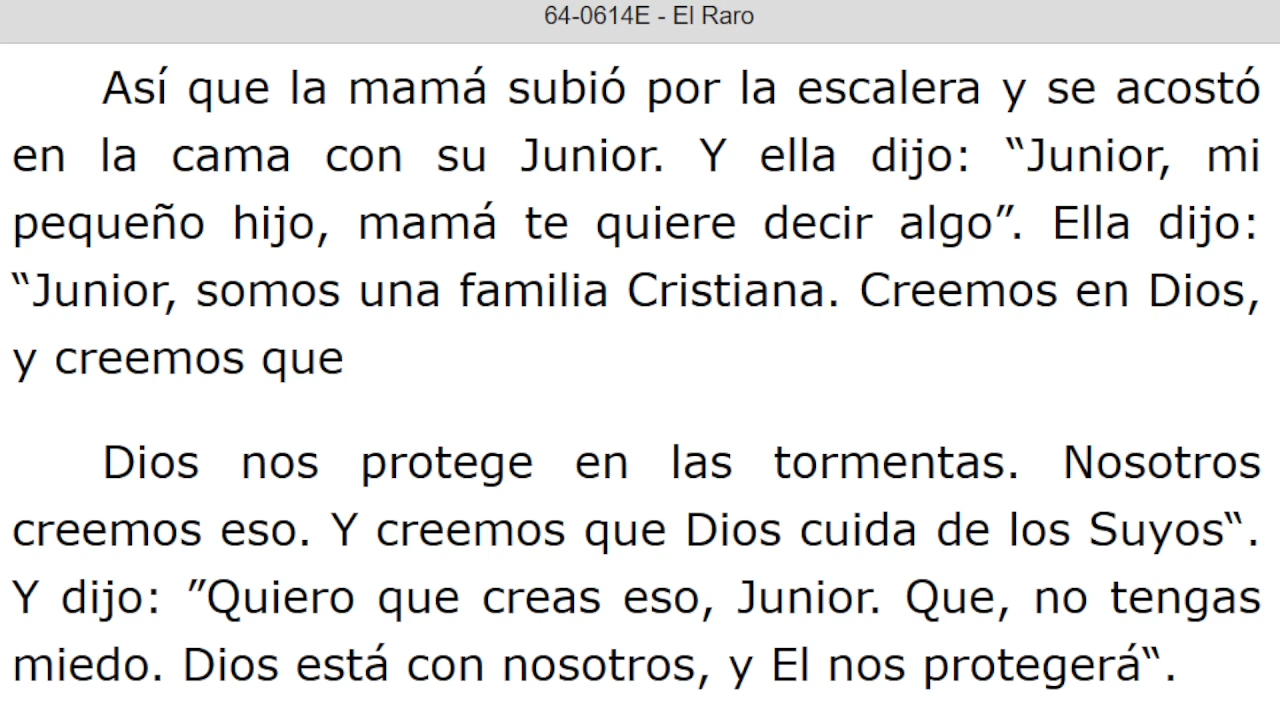 64-0614E - El Raro
Así que la mamá subió por la escalera y se acostó
en la cama con su Junior. Y ella dijo: “Junior, mi
pequeño hijo, mamá te quiere decir algo”. Ella dijo:
“Junior, somos una familia Cristiana. Creemos en Dios,
y creemos que
Dios nos protege en las tormentas. Nosotros
creemos eso. Y creemos que Dios cuida de los Suyos“.
Y dijo: ”Quiero que creas eso, Junior. Que, no tengas
miedo. Dios está con nosotros, y El nos protegerá“.